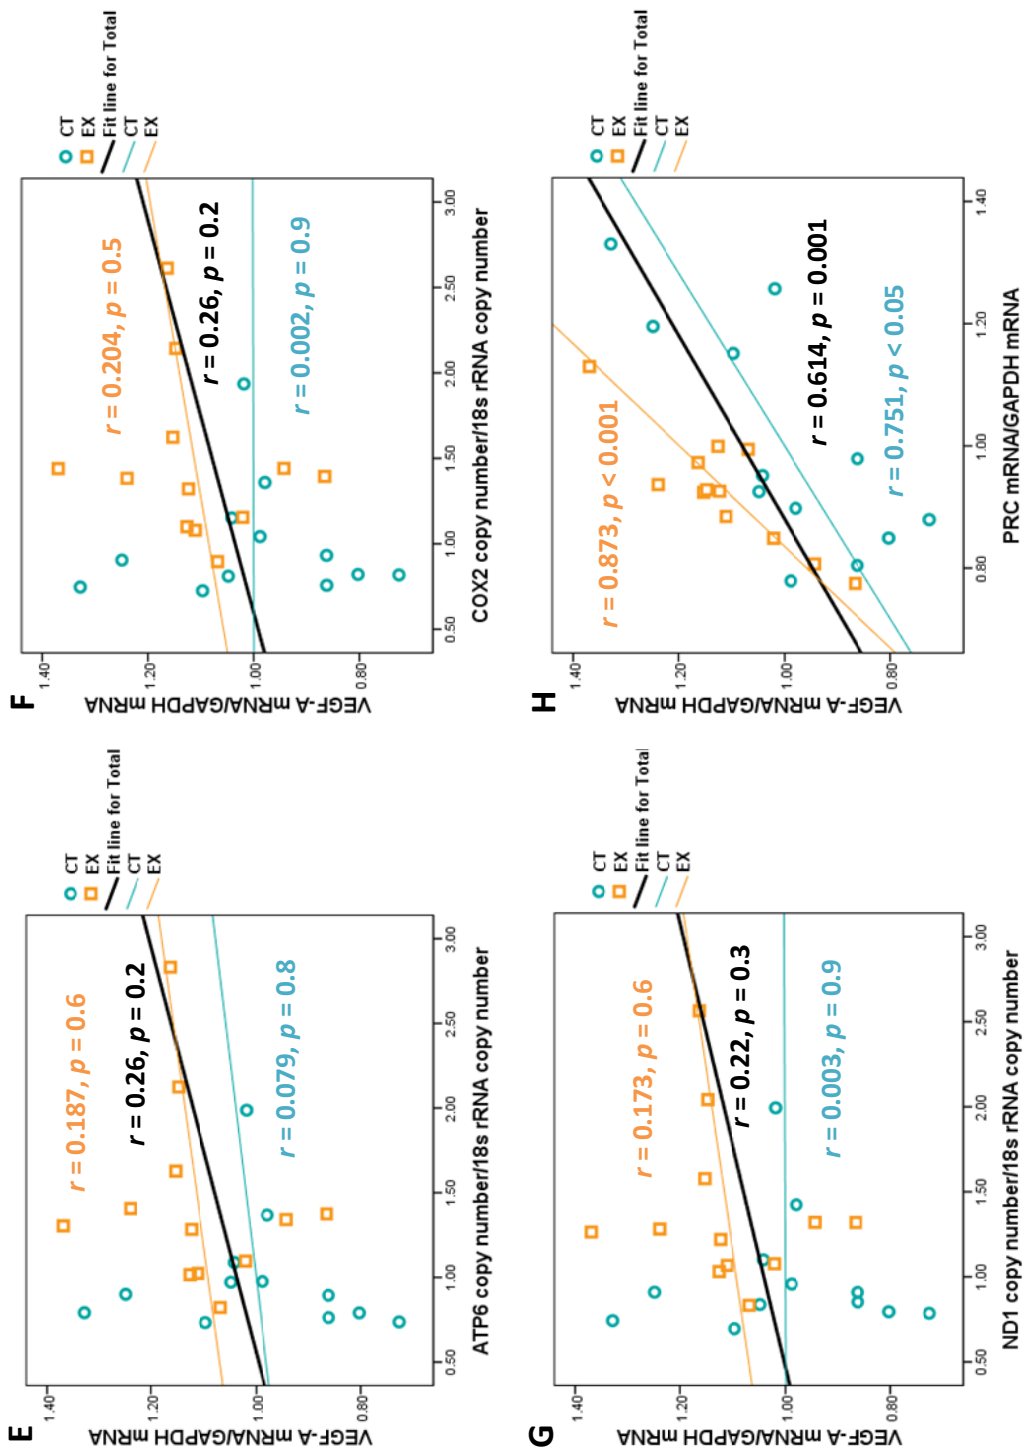 E
VEGF-A mRNA/GAPDH mRNA
1.40
1.20
1.00
0.80
0.50
1.00
1.50
2.00
2.50
3.00
ATP6 copy number/18s rRNA copy number
r = 0.187, p = 0.6
r = 0.26, p = 0.2
r = 0.079, p = 0.8
CT
EX
Fit line for Total
CT
EX
F
VEGF-A mRNA/GAPDH mRNA
1.40
1.20
1.00
0.80
0.50
1.00
1.50
2.00
2.50
3.00
COX2 copy number/18s rRNA copy number
r = 0.204, p = 0.5
r = 0.26, p = 0.2
r = 0.002, p = 0.9
CT
EX
Fit line for Total
CT
EX
G
VEGF-A mRNA/GAPDH mRNA
1.40
1.20
1.00
0.80
0.50
1.00
1.50
2.00
2.50
3.00
ND1 copy number/18s rRNA copy number
r = 0.173, p = 0.6
r = 0.22, p = 0.3
r = 0.003, p = 0.9
CT
EX
Fit line for Total
CT
EX
H
VEGF-A mRNA/GAPDH mRNA
1.40
1.20
1.00
0.80
0.80
1.00
1.20
1.40
PRC mRNA/GAPDH mRNA
r = 0.873, p < 0.001
r = 0.614, p = 0.001
r = 0.751, p < 0.05
CT
EX
Fit line for Total
CT
EX